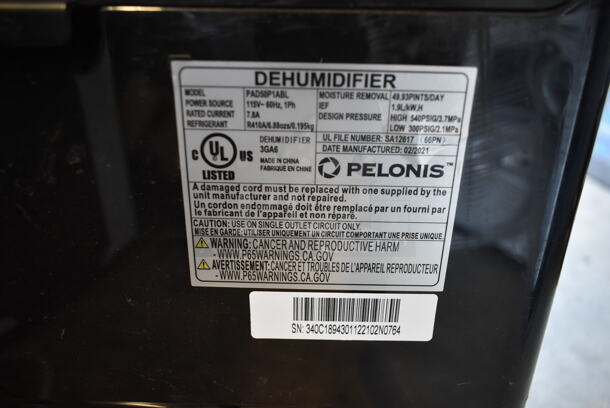 DEHUMIDIFIER
MODEL PAD50P1ABL
POWER SOURCE 115V~ 60Hz, 1Ph
RATED CURRENT 7.8A
REFRIGERANT R410A/6.88ozs/0.195kg
MOISTURE REMOVAL 49.93PINTS/DAY
IEF 1.9L/kW.H
DESIGN PRESSURE HIGH 540PSIG/3.7MPa
LOW 300PSIG/2.1MPa
UL FILE NUMBER: SA12617 (66PN)
DATE MANUFACTURED: 02/2021
C UL US
LISTED
DEHUMIDIFIER
3GA6
MADE IN CHINA
FABRIQUE EN CHINE
PELONIS™
A damaged cord must be replaced with one supplied by the
unit manufacturer and not repaired.
Un cordon endommagé doit être remplacé par un fourni par
le fabricant de l'appareil et non réparé.
CAUTION: USE ON SINGLE OUTLET CIRCUIT ONLY.
MISE EN GARDE: UTILISER UNIQUEMENT UN CIRCUIT COMPORTANT UNE PRISE UNIQUE.
WARNING: CANCER AND REPRODUCTIVE HARM
- WWW.P65WARNINGS.CA.GOV
AVERTISSEMENT: CANCER ET TROUBLES DE L'APPAREIL REPRODUCTEUR
- WWW.P65WARNINGS.CA.GOV
SN: 340C1894301122102N0764